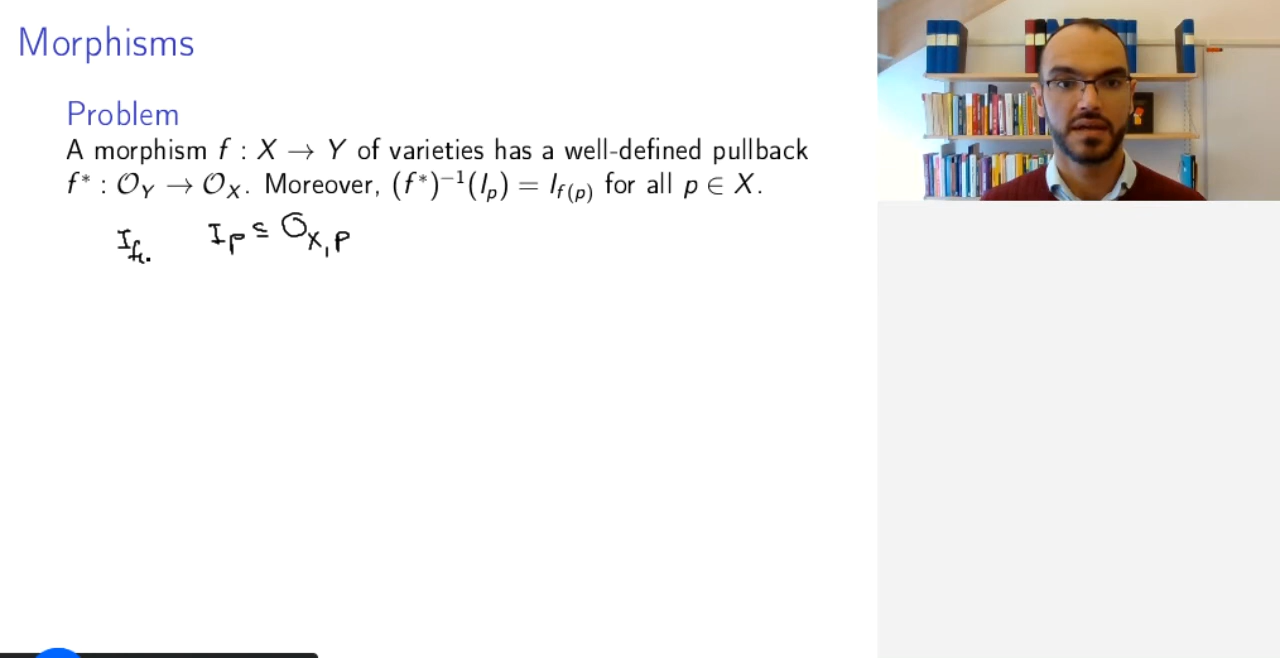 Morphisms
Problem
A morphism f : X → Y of varieties has a well-defined pullback
f* : 𝒪_Y → 𝒪_X. Moreover, (f*)⁻¹(I_p) = I_{f(p)} for all p ∈ X.
I_f. I_P ⊆ 𝒪_{X,P}